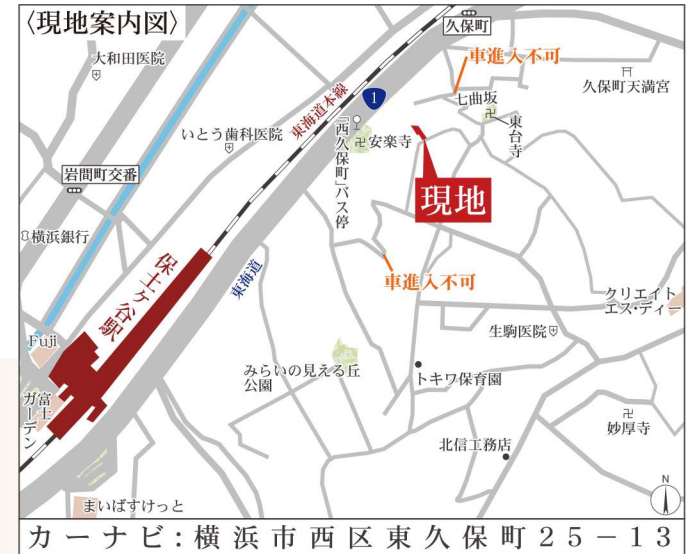 〈現地案内図〉
久保町
大和田医院
車進入不可
久保町天満宮
1
七曲坂
東海道本線
東台寺
いとう歯科医院
「西久保町」バス停
安楽寺
岩間町交番
現地
横浜銀行
保土ヶ谷駅
東海道
車進入不可
クリエイト
エス・ディー
Fuji
生駒医院
みらいの見える丘
公園
トキワ保育園
富士
ガーデン
妙厚寺
北信工務店
N
まいばすけっと
カーナビ:横浜市西区東久保町25-13